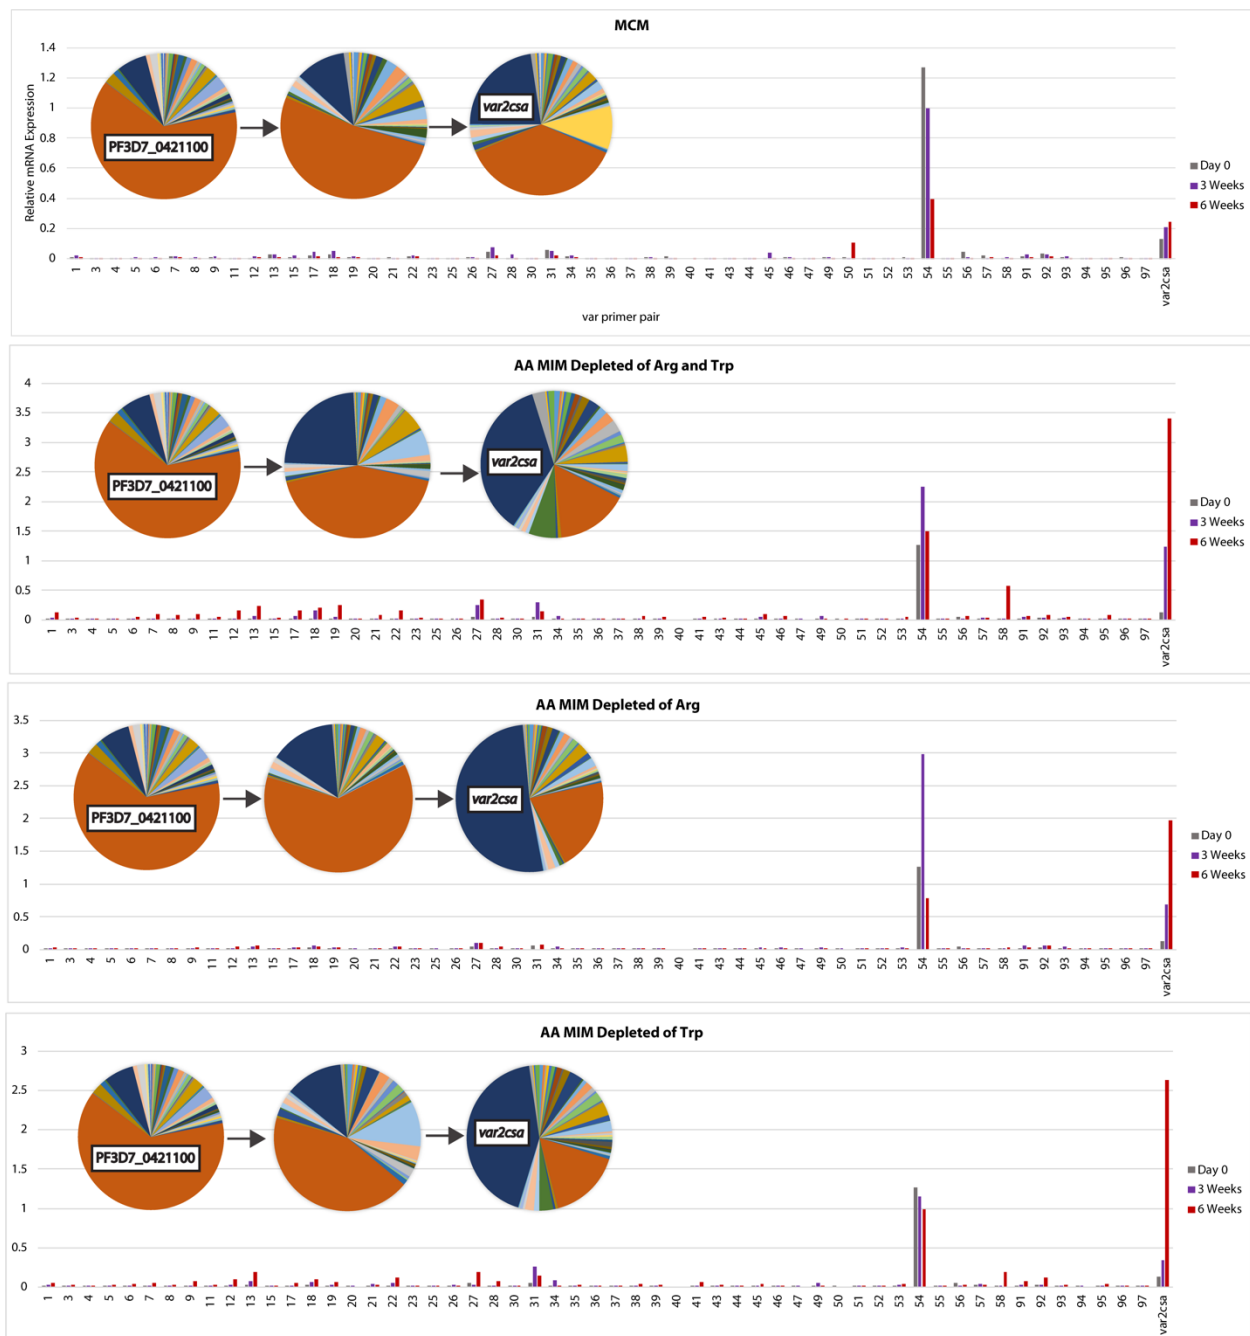 MCM
1.4
1.2
1
0.8
0.6
0.4
0.2
0
Relative mRNA Expression
PF3D7_0421100
var2csa
Day 0
3 Weeks
6 Weeks
1 3 4 5 6 7 8 9 11 12 13 15 17 18 19 20 21 22 23 25 26 27 28 30 31 34 35 36 37 38 39 40 41 43 44 45 46 47 49 50 51 52 53 54 55 56 57 58 91 92 93 94 95 96 97 var2csa
var primer pair
AA MIM Depleted of Arg and Trp
4
3.5
3
2.5
2
1.5
1
0.5
0
PF3D7_0421100
var2csa
Day 0
3 Weeks
6 Weeks
1 3 4 5 6 7 8 9 11 12 13 15 17 18 19 20 21 22 23 25 26 27 28 30 31 34 35 36 37 38 39 40 41 43 44 45 46 47 49 50 51 52 53 54 55 56 57 58 91 92 93 94 95 96 97 var2csa
AA MIM Depleted of Arg
3.5
3
2.5
2
1.5
1
0.5
0
PF3D7_0421100
var2csa
Day 0
3 Weeks
6 Weeks
1 3 4 5 6 7 8 9 11 12 13 15 17 18 19 20 21 22 23 25 26 27 28 30 31 34 35 36 37 38 39 40 41 43 44 45 46 47 49 50 51 52 53 54 55 56 57 58 91 92 93 94 95 96 97 var2csa
AA MIM Depleted of Trp
3
2.5
2
1.5
1
0.5
0
PF3D7_0421100
var2csa
Day 0
3 Weeks
6 Weeks
1 3 4 5 6 7 8 9 11 12 13 15 17 18 19 20 21 22 23 25 26 27 28 30 31 34 35 36 37 38 39 40 41 43 44 45 46 47 49 50 51 52 53 54 55 56 57 58 91 92 93 94 95 96 97 var2csa